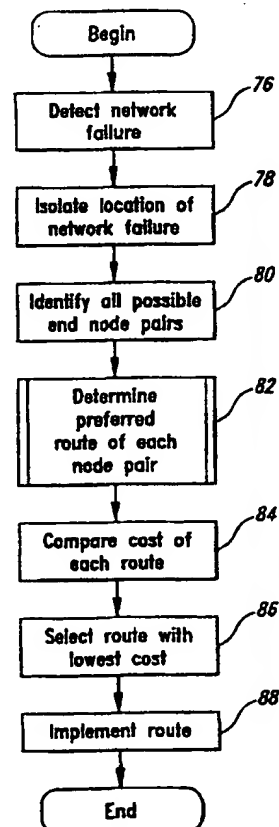 Begin
76
Detect network
failure
78
Isolate location of
network failure
80
Identify all possible
end node pairs
82
Determine
preferred
route of each
node pair
84
Compare cost of
each route
86
Select route with
lowest cost
88
Implement route
End